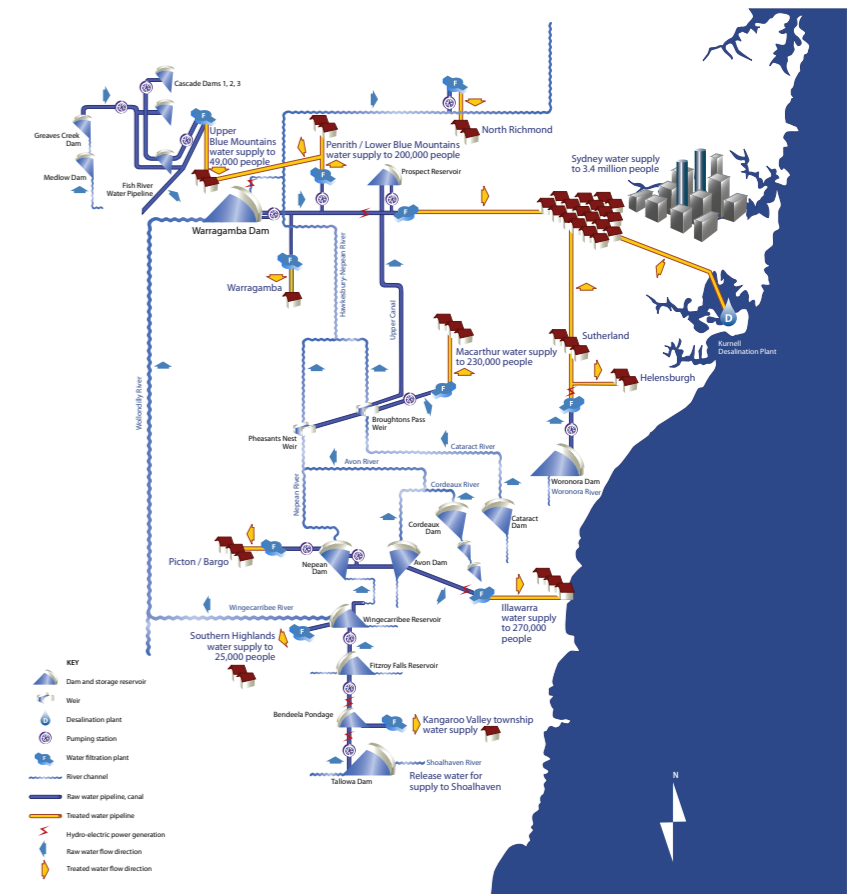 Cascade Dams 1, 2, 3
Greaves Creek
Dam
Medlow Dam
Fish River
Water Pipeline
F
Upper
Blue Mountains
water supply to
49,000 people
F
North Richmond
Penrith / Lower Blue Mountains
water supply to 200,000 people
F
Prospect Reservoir
Sydney water supply
to 3.4 million people
Warragamba Dam
F
F
Warragamba
Hawkesbury-Nepean River
Upper Canal
Wollondilly River
D
Kurnell
Desalination Plant
Sutherland
Helensburgh
F
Macarthur water supply
to 230,000 people
F
Broughtons Pass
Weir
Pheasants Nest
Weir
Cataract River
Avon River
Cordeaux River
Nepean River
Woronora Dam
Woronora River
Cordeaux
Dam
Cataract
Dam
Picton / Bargo
F
Nepean
Dam
Avon Dam
F
Illawarra
water supply
to 270,000
people
Wingecarribee River
Wingecarribee Reservoir
F
Southern Highlands
water supply to
25,000 people
Fitzroy Falls Reservoir
Bendeela Pondage
F
Kangaroo Valley township
water supply
Shoalhaven River
Tallowa Dam
Release water for
supply to Shoalhaven
KEY
Dam and storage reservoir
Weir
D
Desalination plant
Pumping station
F
Water filtration plant
River channel
Raw water pipeline, canal
Treated water pipeline
Hydro-electric power generation
Raw water flow direction
Treated water flow direction
N